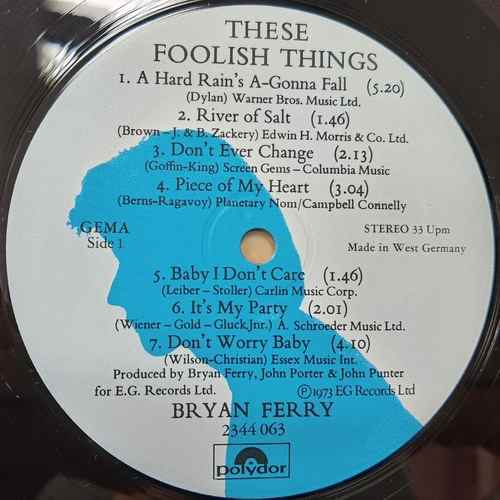 THESE
FOOLISH THINGS
1. A Hard Rain's A-Gonna Fall (5.20)
(Dylan) Warner Bros. Music Ltd.
2. River of Salt (1.46)
(Brown – J. & B. Zackery) Edwin H. Morris & Co. Ltd.
3. Don't Ever Change (2.13)
(Goffin-King) Screen Gems – Columbia Music
4. Piece of My Heart (3.04)
(Berns-Ragavoy) Planetary Nom/Campbell Connelly
GEMA
Side 1
STEREO 33 Upm
Made in West Germany
5. Baby I Don't Care (1.46)
(Leiber – Stoller) Carlin Music Corp.
6. It's My Party (2.01)
(Wiener – Gold – Gluck,Jnr.) A. Schroeder Music Ltd.
7. Don't Worry Baby (4.10)
(Wilson-Christian) Essex Music Int.
Produced by Bryan Ferry, John Porter & John Punter
for E.G. Records Ltd. Ⓟ1973 EG Records Ltd
BRYAN FERRY
2344 063
polydor